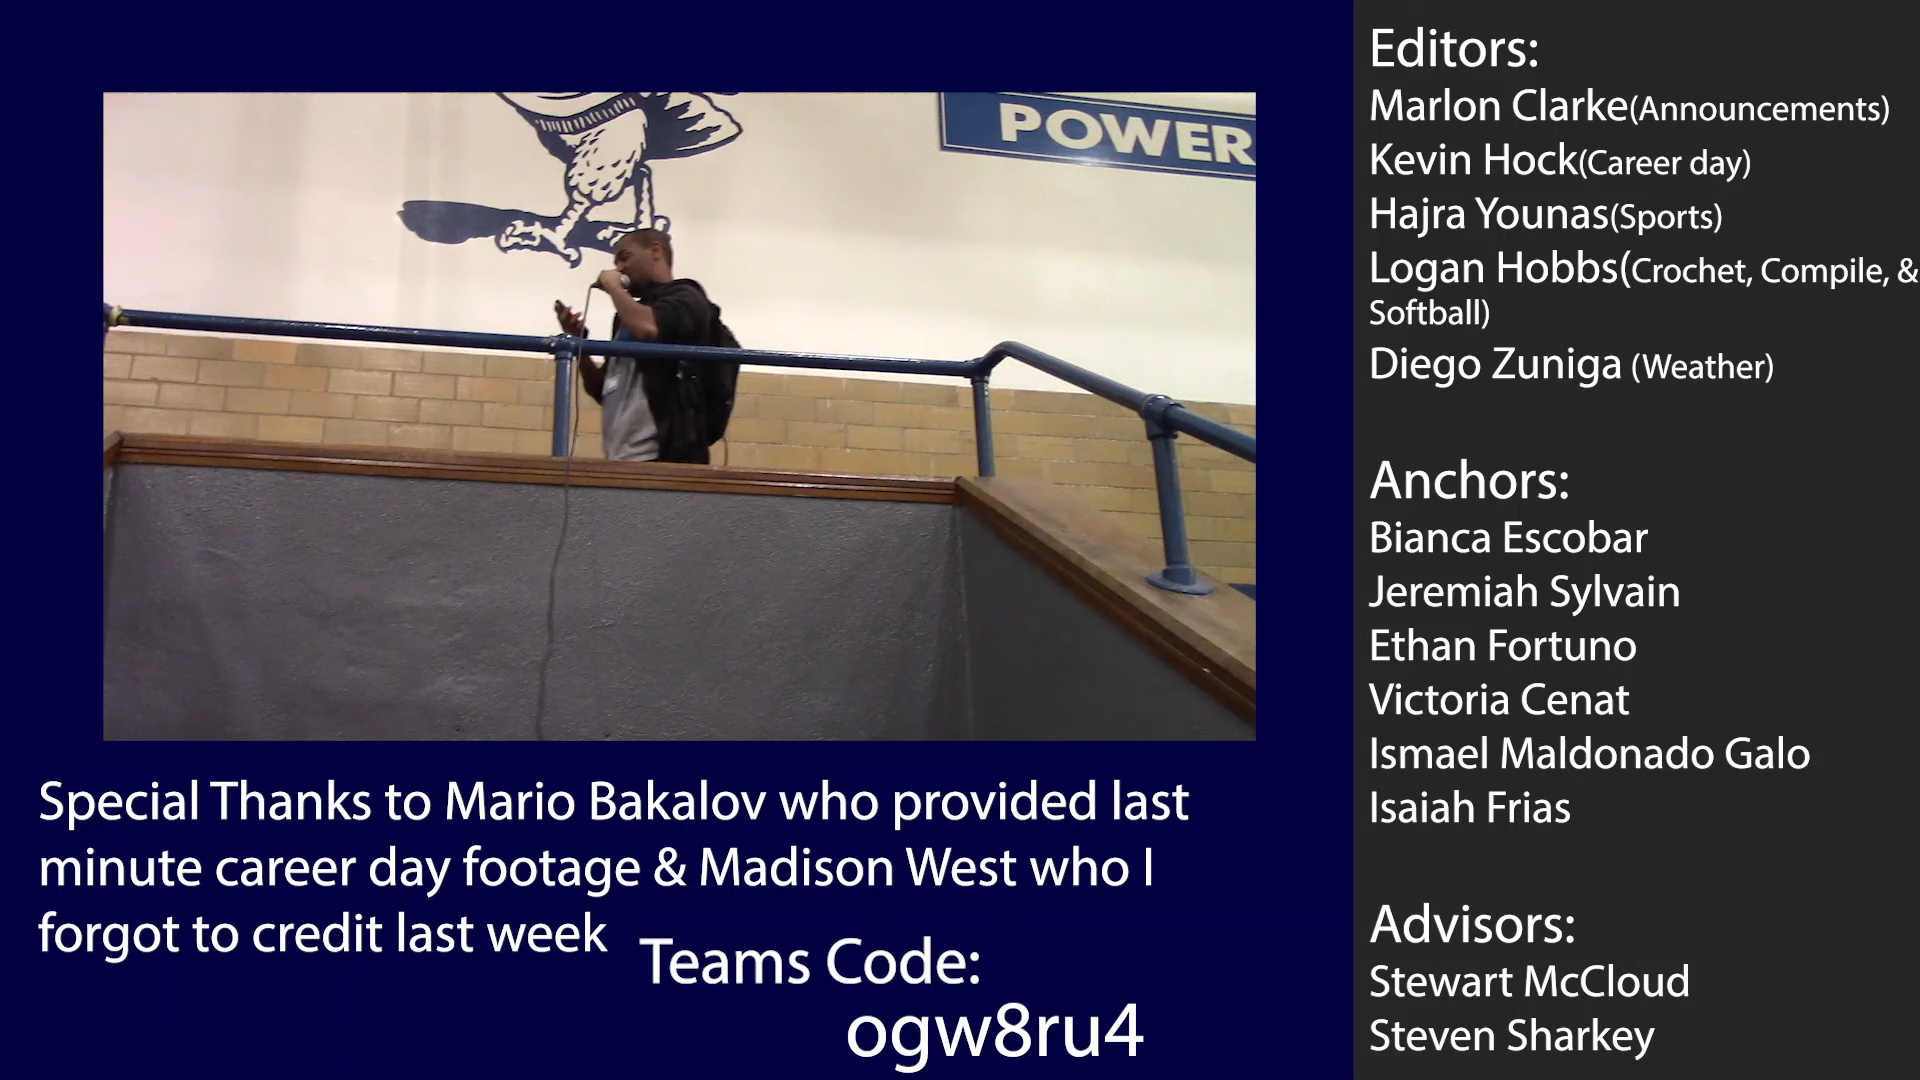 POWER
Special Thanks to Mario Bakalov who provided last
minute career day footage & Madison West who I
forgot to credit last week
Teams Code:
ogw8ru4
Editors:
Marlon Clarke(Announcements)
Kevin Hock(Career day)
Hajra Younas(Sports)
Logan Hobbs(Crochet, Compile, &
Softball)
Diego Zuniga (Weather)
Anchors:
Bianca Escobar
Jeremiah Sylvain
Ethan Fortuno
Victoria Cenat
Ismael Maldonado Galo
Isaiah Frias
Advisors:
Stewart McCloud
Steven Sharkey